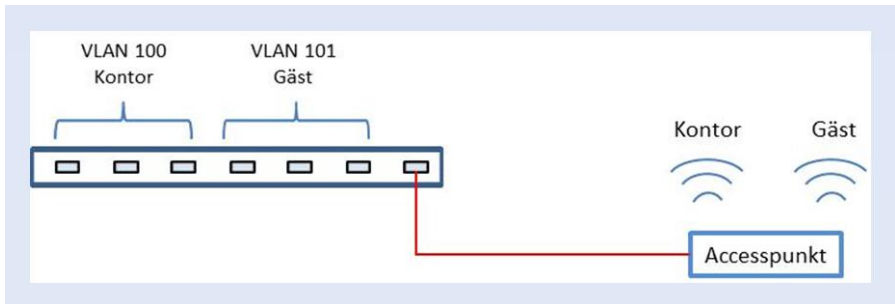 VLAN 100
Kontor
VLAN 101
Gäst
Kontor
Gäst
Accesspunkt